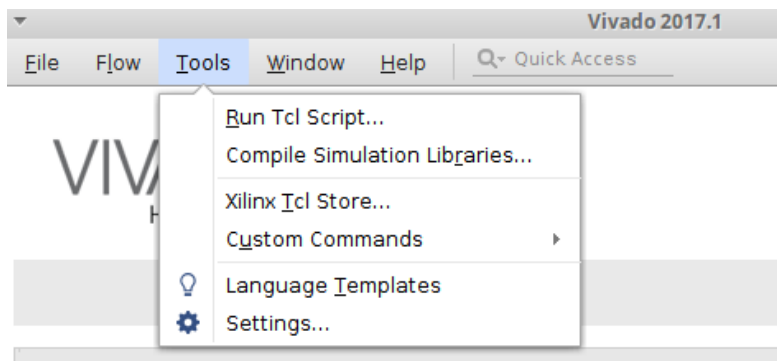 Vivado 2017.1
File Flow Tools Window Help Quick Access
Run Tcl Script...
Compile Simulation Libraries...
Xilinx Tcl Store...
Custom Commands
Language Templates
Settings...